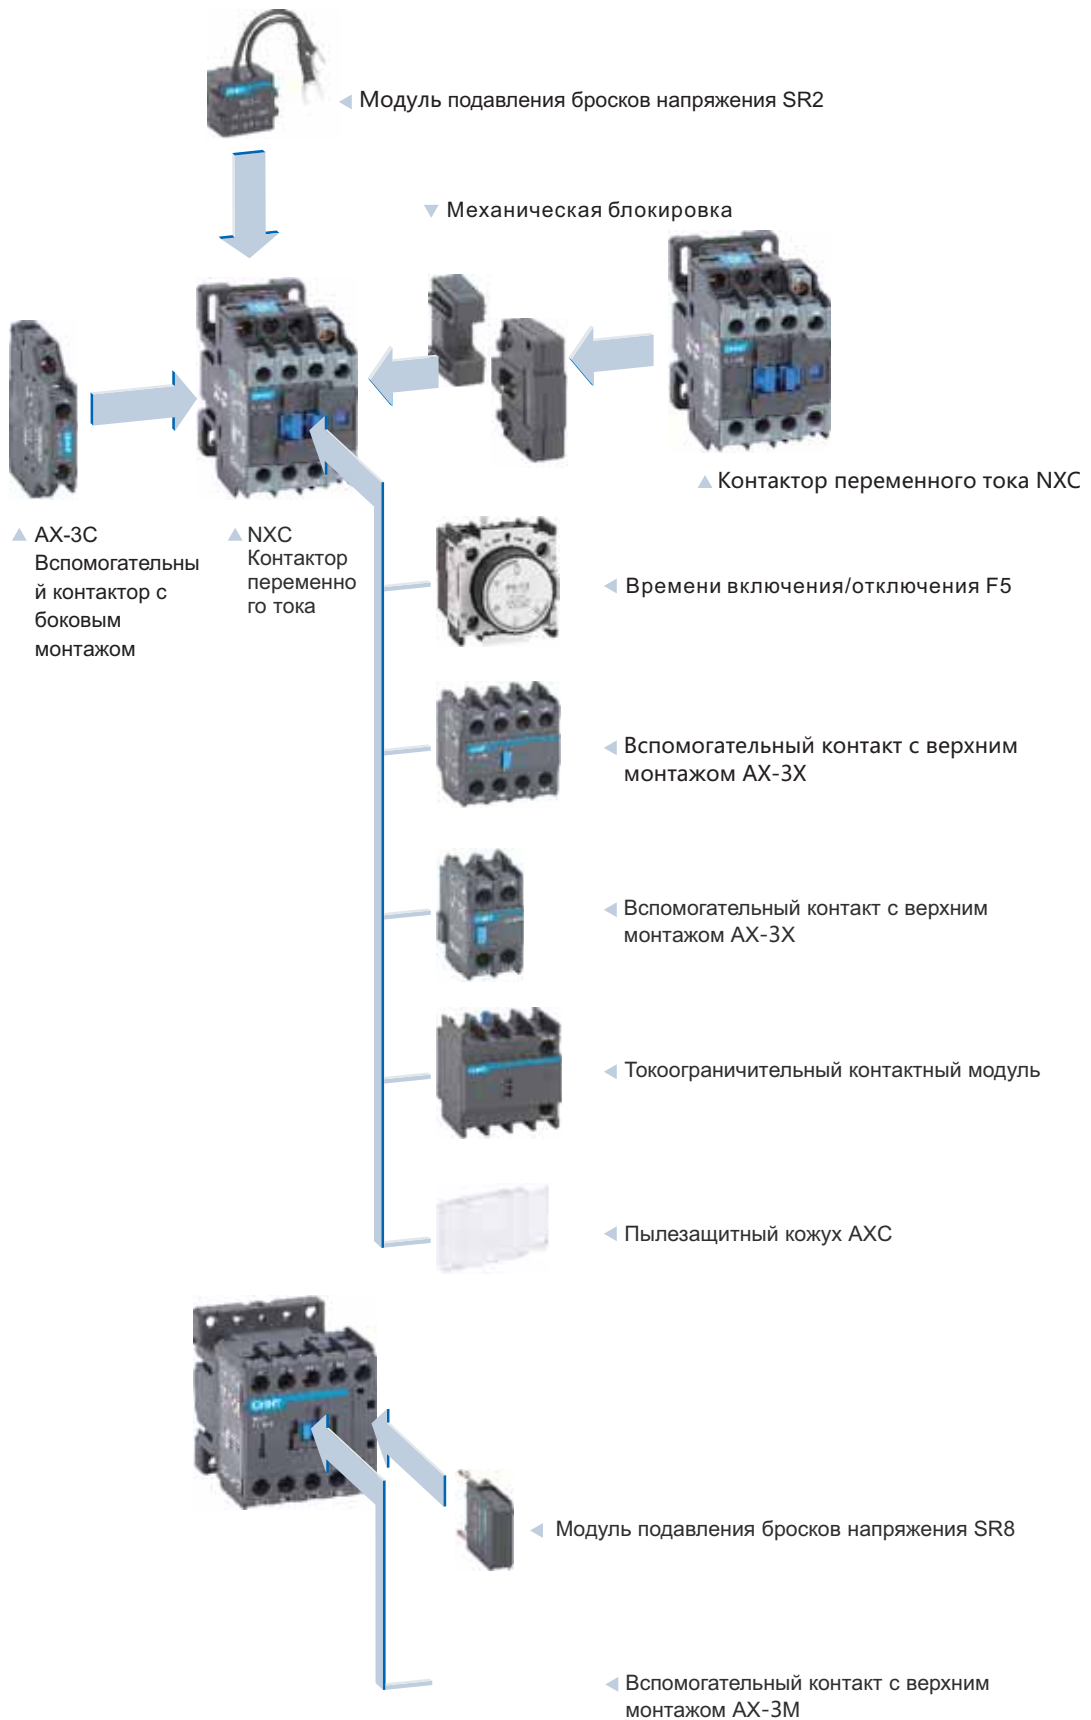 Модуль подавления бросков напряжения SR2
Механическая блокировка
Контактор переменного тока NXC
AX-3C
Вспомогательны
й контактор с
боковым
монтажом
NXC
Контактор
переменно
го тока
Времени включения/отключения F5
Вспомогательный контакт с верхним
монтажом AX-3X
Вспомогательный контакт с верхним
монтажом AX-3X
Токоограничительный контактный модуль
Пылезащитный кожух AXC
CHNT
Модуль подавления бросков напряжения SR8
Вспомогательный контакт с верхним
монтажом AX-3M